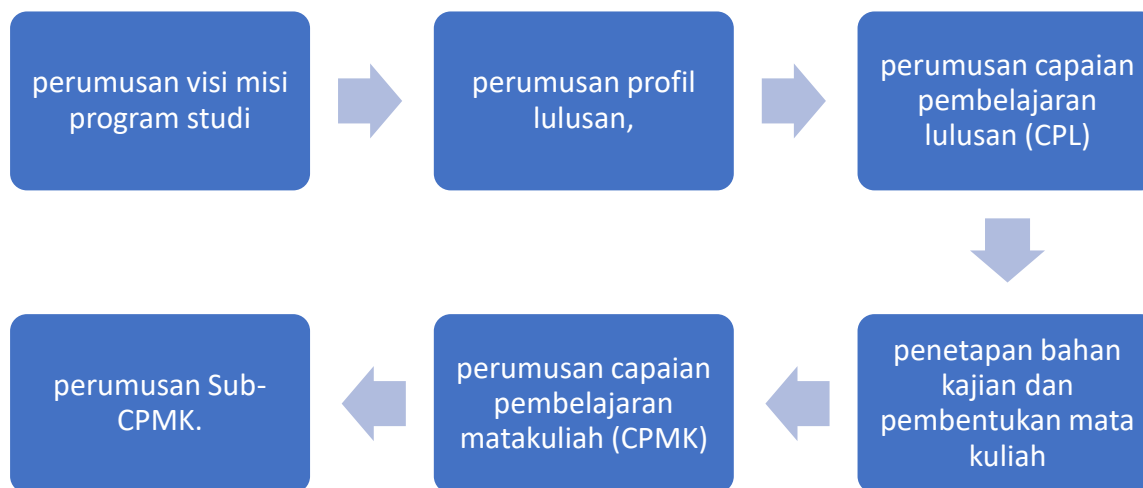 perumusan visi misi
program studi
perumusan profil
lulusan,
perumusan capaian
pembelajaran
lulusan (CPL)
penetapan bahan
kajian dan
pembentukan mata
kuliah
perumusan capaian
pembelajaran
matakuliah (CPMK)
perumusan Sub-
CPMK.